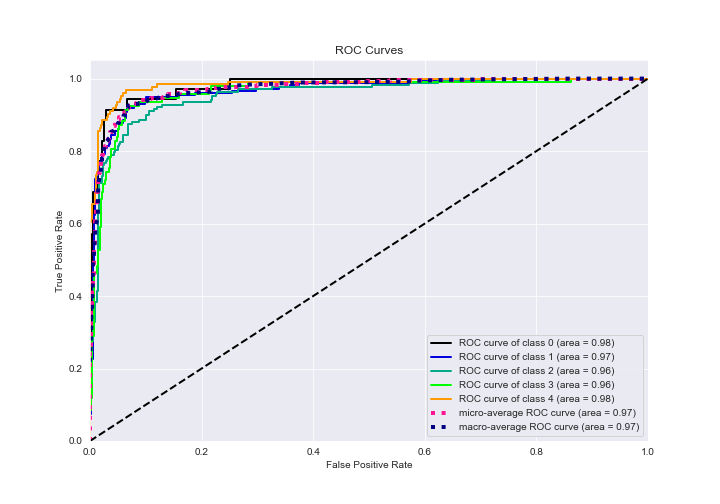 ROC Curves
True Positive Rate
1.0
0.8
0.6
0.4
0.2
0.0
0.0 0.2 0.4 0.6 0.8 1.0
False Positive Rate
ROC curve of class 0 (area = 0.98)
ROC curve of class 1 (area = 0.97)
ROC curve of class 2 (area = 0.96)
ROC curve of class 3 (area = 0.96)
ROC curve of class 4 (area = 0.98)
micro-average ROC curve (area = 0.97)
macro-average ROC curve (area = 0.97)